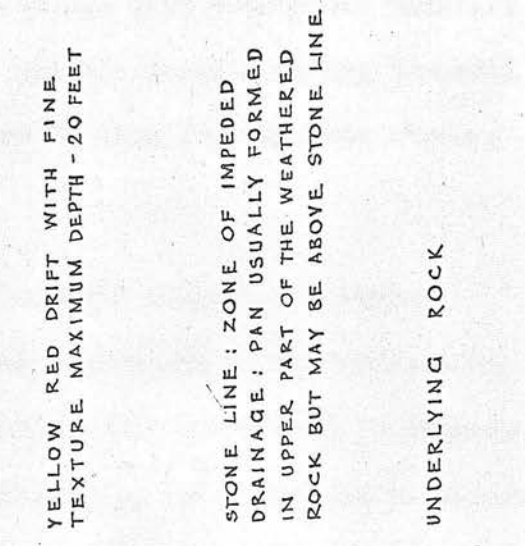 YELLOW RED DRIFT WITH FINE
TEXTURE MAXIMUM DEPTH - 20 FEET
STONE LINE : ZONE OF IMPEDED
DRAINAGE : PAN USUALLY FORMED
IN UPPER PART OF THE WEATHERED
ROCK BUT MAY BE ABOVE STONE LINE
UNDERLYING ROCK